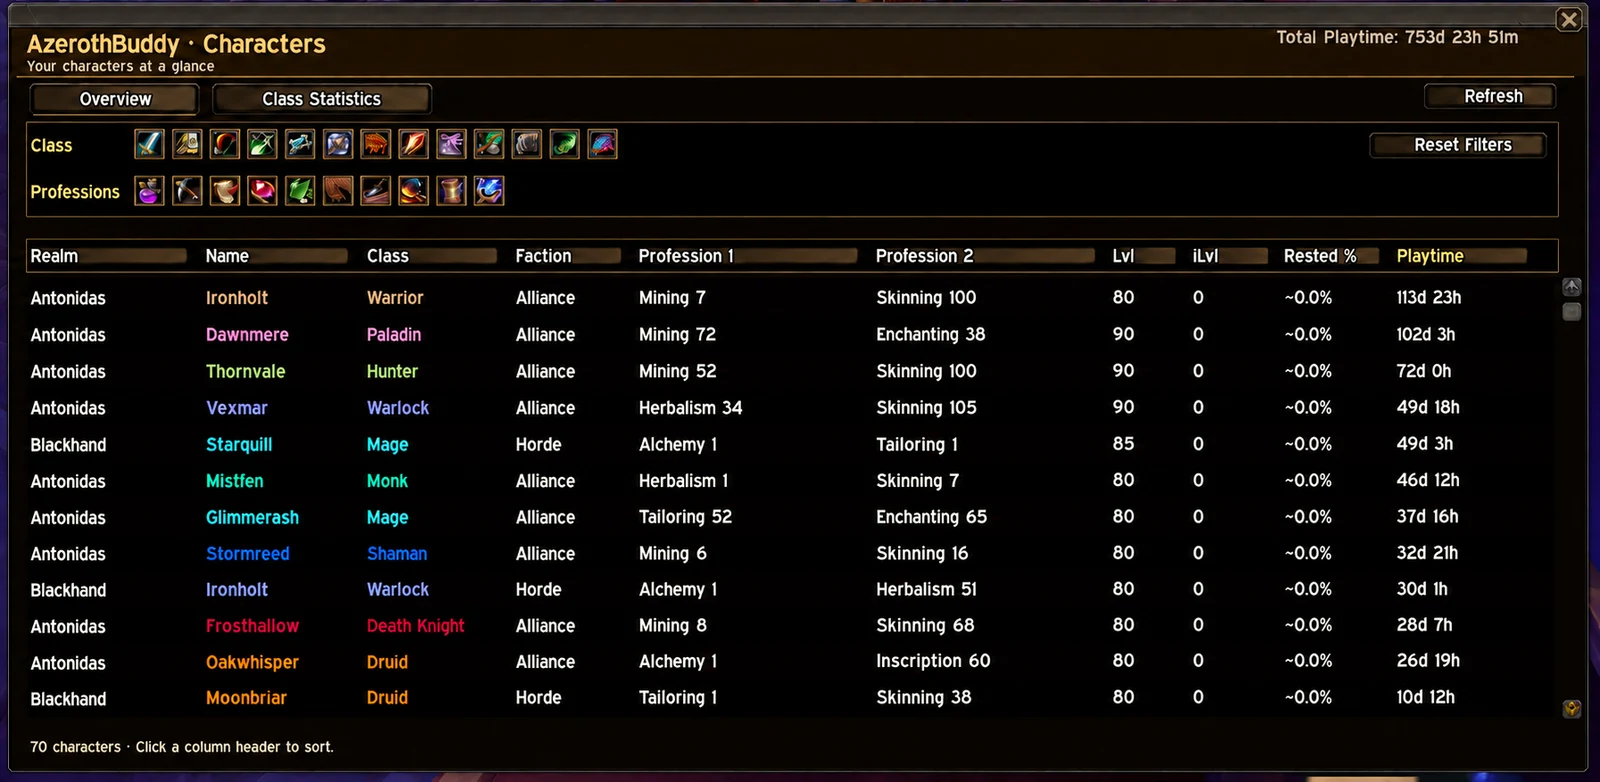 AzerothBuddy · Characters
Total Playtime: 753d 23h 51m
Your characters at a glance
Overview Class Statistics Refresh
Class Reset Filters
Professions
Realm Name Class Faction Profession 1 Profession 2 Lvl iLvl Rested % Playtime
Antonidas Ironholt Warrior Alliance Mining 7 Skinning 100 80 0 ~0.0% 113d 23h
Antonidas Dawnmere Paladin Alliance Mining 72 Enchanting 38 90 0 ~0.0% 102d 3h
Antonidas Thornvale Hunter Alliance Mining 52 Skinning 100 90 0 ~0.0% 72d 0h
Antonidas Vexmar Warlock Alliance Herbalism 34 Skinning 105 90 0 ~0.0% 49d 18h
Blackhand Starquill Mage Horde Alchemy 1 Tailoring 1 85 0 ~0.0% 49d 3h
Antonidas Mistfen Monk Alliance Herbalism 1 Skinning 7 80 0 ~0.0% 46d 12h
Antonidas Glimmerash Mage Alliance Tailoring 52 Enchanting 65 80 0 ~0.0% 37d 16h
Antonidas Stormreed Shaman Alliance Mining 6 Skinning 16 80 0 ~0.0% 32d 21h
Blackhand Ironholt Warlock Horde Alchemy 1 Herbalism 51 80 0 ~0.0% 30d 1h
Antonidas Frosthallow Death Knight Alliance Mining 8 Skinning 68 80 0 ~0.0% 28d 7h
Antonidas Oakwhisper Druid Alliance Alchemy 1 Inscription 60 80 0 ~0.0% 26d 19h
Blackhand Moonbriar Druid Horde Tailoring 1 Skinning 38 80 0 ~0.0% 10d 12h
70 characters · Click a column header to sort.